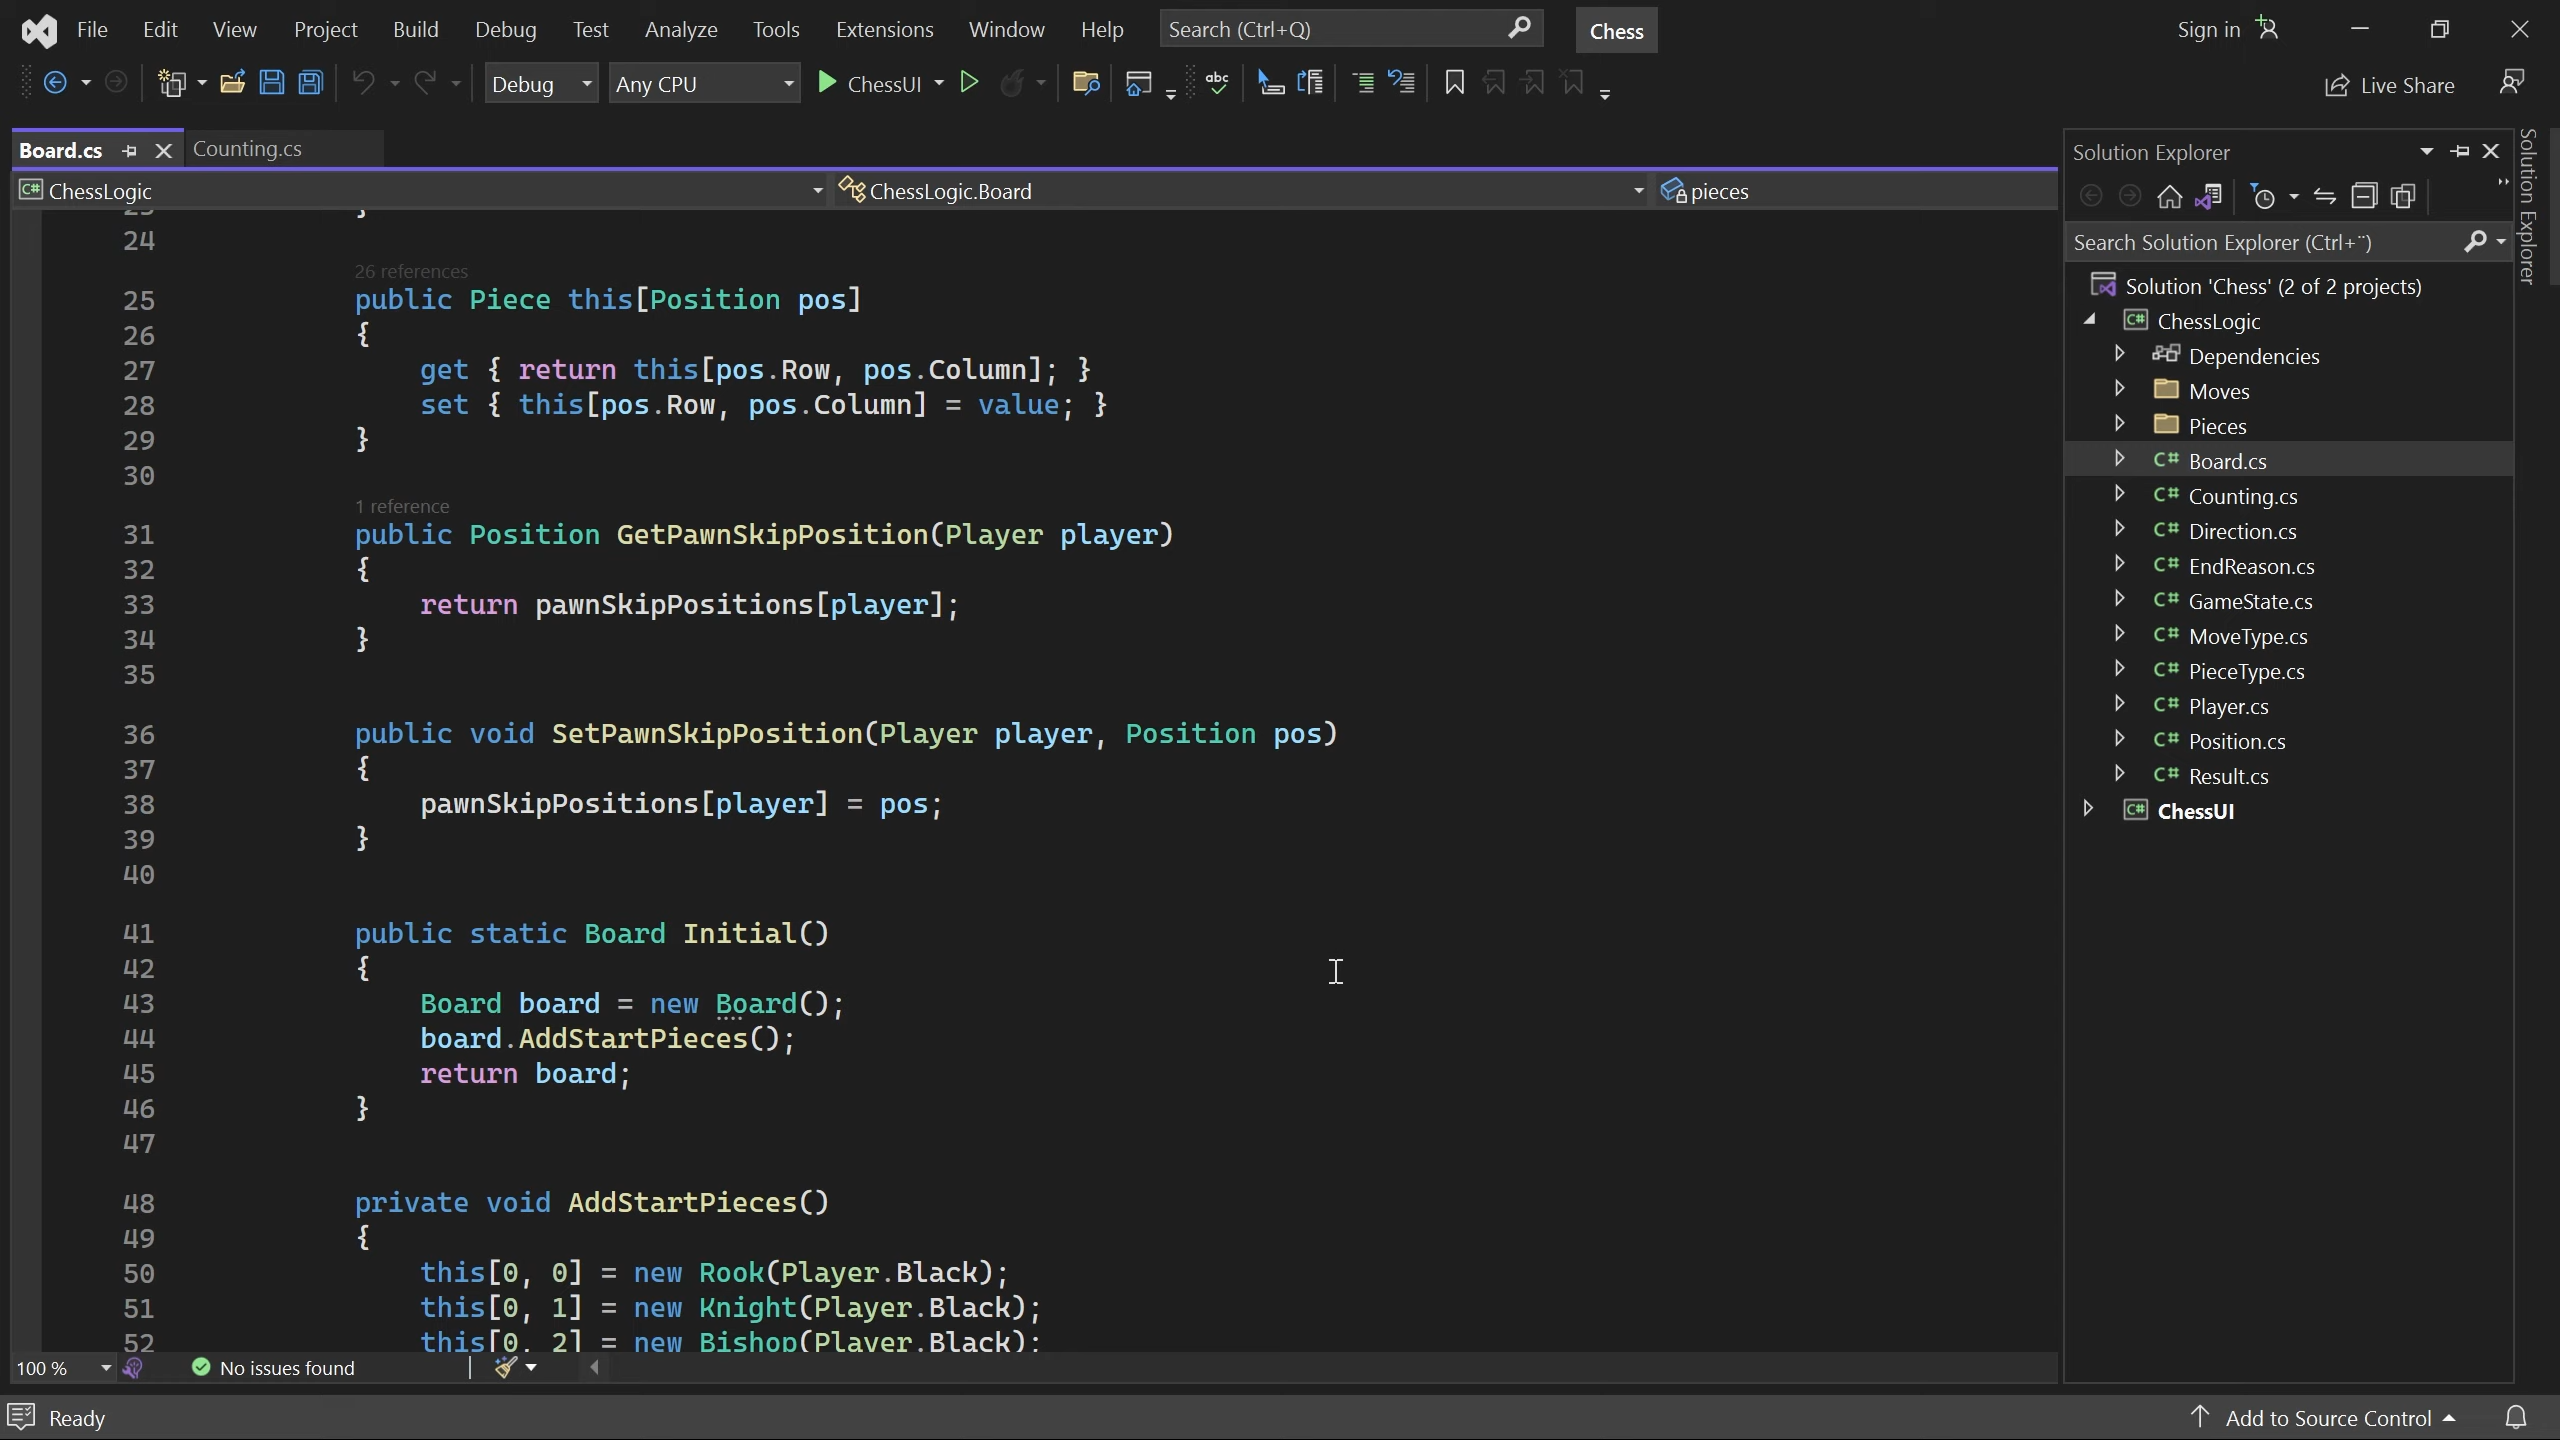 File Edit View Project Build Debug Test Analyze Tools Extensions Window Help Search (Ctrl+Q) Chess Sign in
Debug Any CPU ChessUI abc Live Share
Board.cs Counting.cs
C# ChessLogic ChessLogic.Board pieces
24
26 references
25 public Piece this[Position pos]
26 {
27 get { return this[pos.Row, pos.Column]; }
28 set { this[pos.Row, pos.Column] = value; }
29 }
30
1 reference
31 public Position GetPawnSkipPosition(Player player)
32 {
33 return pawnSkipPositions[player];
34 }
35
36 public void SetPawnSkipPosition(Player player, Position pos)
37 {
38 pawnSkipPositions[player] = pos;
39 }
40
41 public static Board Initial()
42 {
43 Board board = new Board();
44 board.AddStartPieces();
45 return board;
46 }
47
48 private void AddStartPieces()
49 {
50 this[0, 0] = new Rook(Player.Black);
51 this[0, 1] = new Knight(Player.Black);
52 this[0, 2] = new Bishop(Player.Black);
100 % No issues found
Solution Explorer
Solution Explorer
Search Solution Explorer (Ctrl+¨)
Solution 'Chess' (2 of 2 projects)
C# ChessLogic
Dependencies
Moves
Pieces
C# Board.cs
C# Counting.cs
C# Direction.cs
C# EndReason.cs
C# GameState.cs
C# MoveType.cs
C# PieceType.cs
C# Player.cs
C# Position.cs
C# Result.cs
C# ChessUI
Ready Add to Source Control